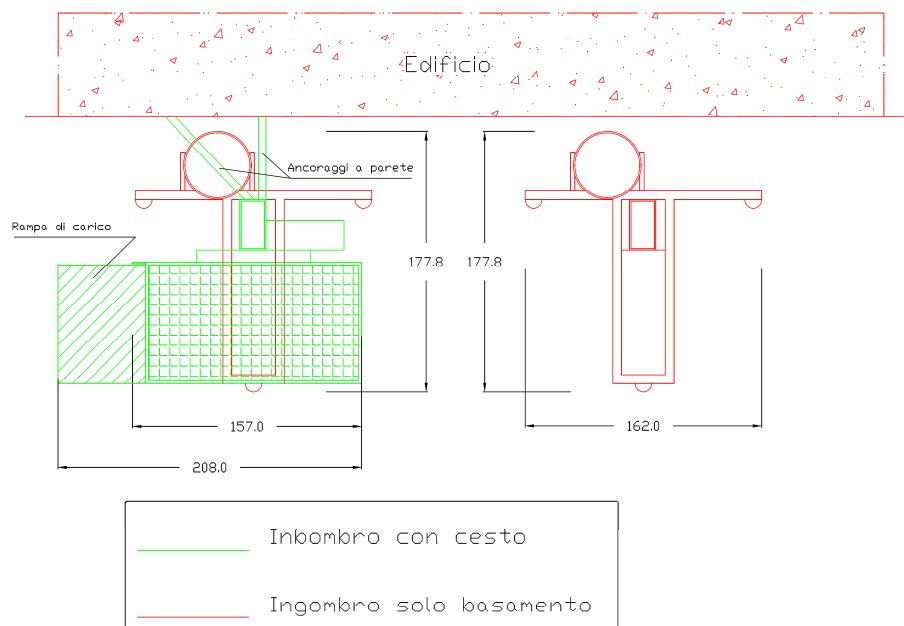 Edificio
Ancoraggi a parete
Rampa di carico
177.8
177.8
157.0
162.0
208.0
Inbombro con cesto
Ingombro solo basamento